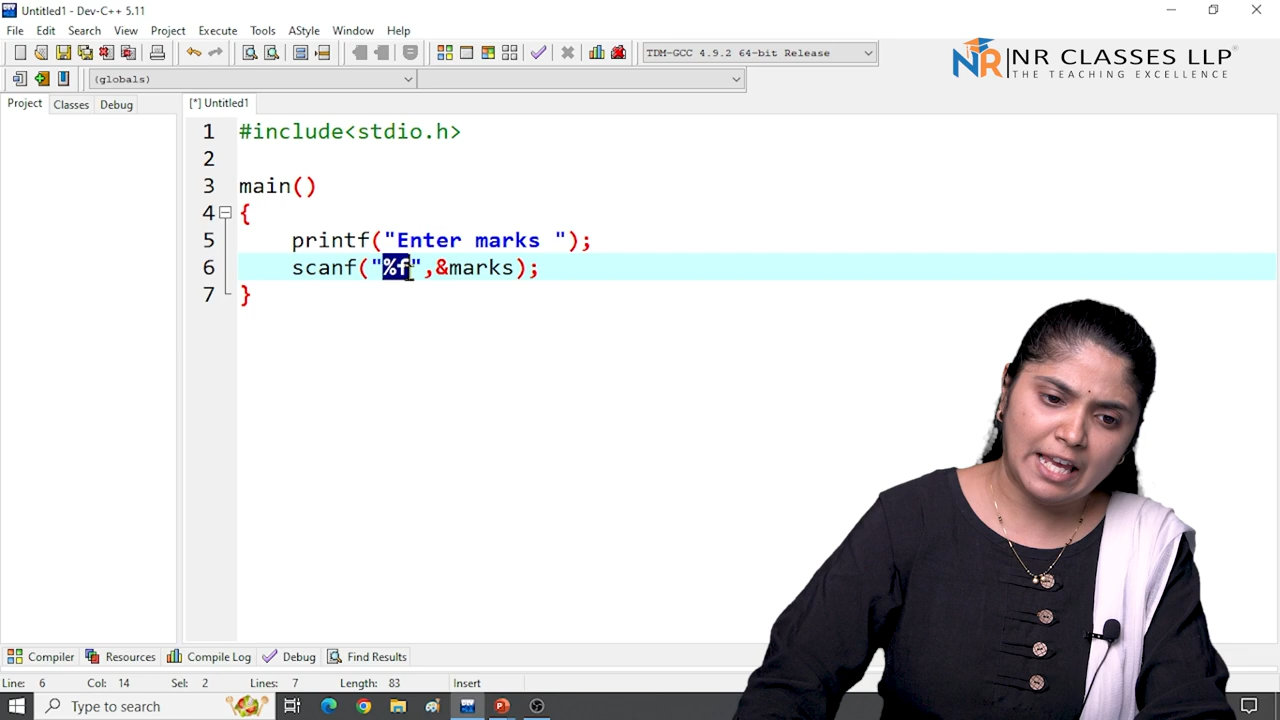 Untitled1 - Dev-C++ 5.11
File Edit Search View Project Execute Tools AStyle Window Help
TDM-GCC 4.9.2 64-bit Release
(globals)
NR NR CLASSES LLP®
THE TEACHING EXCELLENCE
Project Classes Debug
[*] Untitled1
1 #include<stdio.h>
2
3 main()
4 {
5 printf("Enter marks ");
6 scanf("%f",&marks);
7 }
Compiler Resources Compile Log Debug Find Results
Line: 6 Col: 14 Sel: 2 Lines: 7 Length: 83 Insert
Type to search